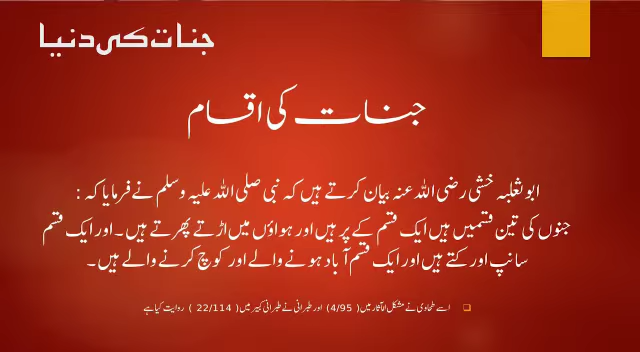 جنات کی دنیا
جنات کی اقسام
ابو ثعلبہ خشنی رضی اللہ عنہ بیان کرتے ہیں کہ نبی صلی اللہ علیہ وسلم نے فرمایا کہ :
جنوں کی تین قسمیں ہیں ایک قسم کے پر ہیں اور ہواؤں میں اڑتے پھرتے ہیں۔ اور ایک قسم
سانپ اور کتے ہیں اور ایک قسم آباد ہونے والے اور کوچ کرنے والے ہیں۔
اسے طحاوی نے مشکل الآثار میں ( 4/95) اور طبرانی نے طبرانی کبیر میں ( 22/114 ) روایت کیا ہے